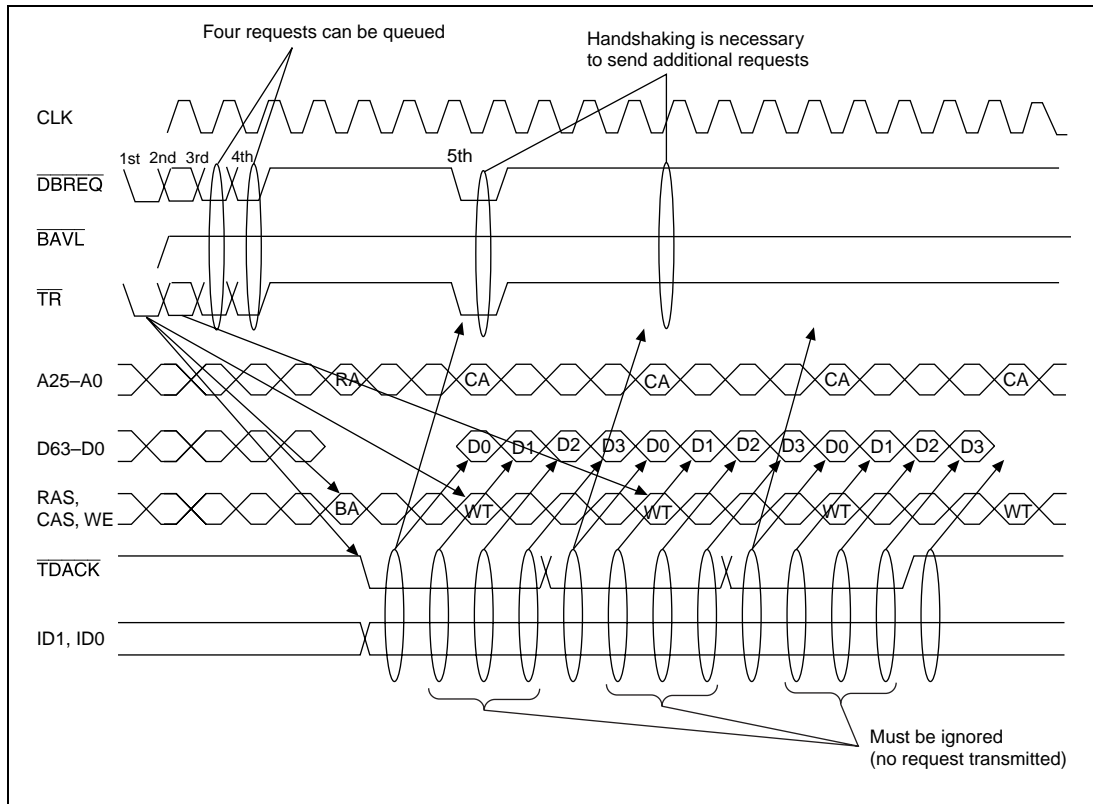 Four requests can be queued
Handshaking is necessary
to send additional requests
CLK
1st 2nd 3rd 4th 5th
DBREQ
BAVL
TR
A25–A0 RA CA CA CA CA
D63–D0 D0 D1 D2 D3 D0 D1 D2 D3 D0 D1 D2 D3
RAS,
CAS, WE BA WT WT WT WT
TDACK
ID1, ID0
Must be ignored
(no request transmitted)